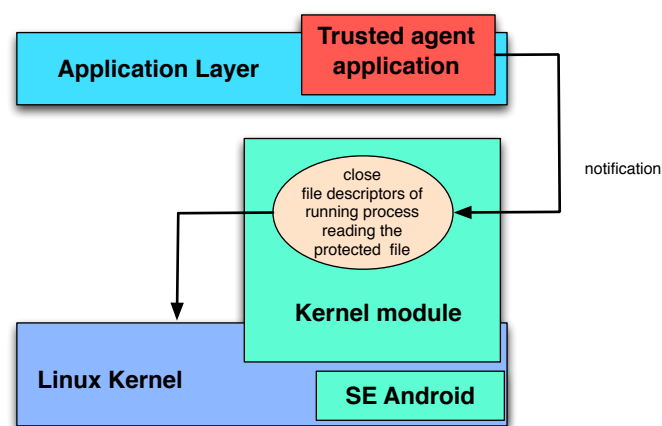 Trusted agent
application
Application Layer
notification
close
file descriptors of
running process
reading the
protected file
Kernel module
Linux Kernel
SE Android